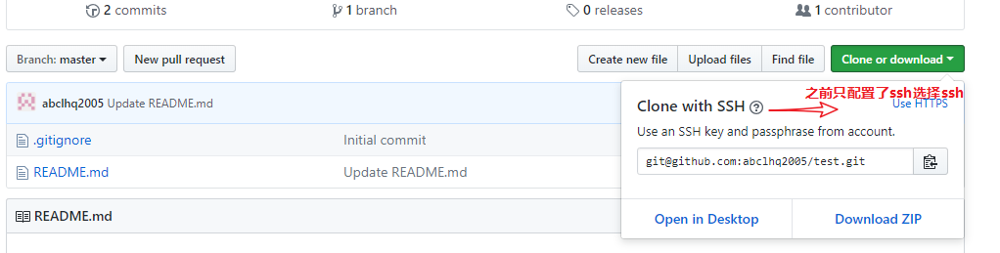 2 commits
1 branch
0 releases
1 contributor
Branch: master
New pull request
Create new file
Upload files
Find file
Clone or download
abclhq2005 Update README.md
.gitignore
Initial commit
README.md
Update README.md
README.md
之前只配置了ssh选择ssh
Clone with SSH ?
Use HTTPS
Use an SSH key and passphrase from account.
git@github.com:abclhq2005/test.git
Open in Desktop
Download ZIP